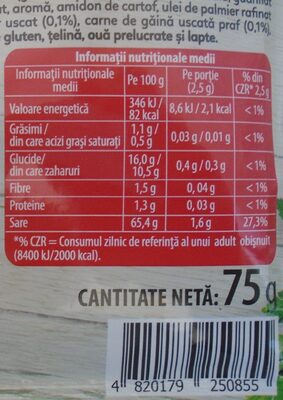 at, aromă, amidon de cartof, ulei de palmier rafinat
uscat (0,1%), carne de găină uscată praf (0,1%),
gluten, țelină, ouă prelucrate și lapte.
Informații nutriționale medii
Informații nutriționale medii Pe 100 g Pe porție (2,5 g) % din CZR* 2,5 g
Valoare energetică 346 kJ / 82 kcal 8,6 kJ / 2,1 kcal < 1%
Grăsimi / din care acizi grași saturați 1,1 g / 0,5 g 0,03 g / 0,01 g < 1%
Glucide/ din care zaharuri 16,0 g / 10,5 g 0,4 g / 0,3 g < 1%
Fibre 1,5 g 0,04 g < 1%
Proteine 1,3 g 0,03 g < 1%
Sare 65,4 g 1,6 g 27,3%
*% CZR = Consumul zilnic de referință al unui adult obișnuit
(8400 kJ/2000 kcal).
CANTITATE NETĂ: 75 g
4 820179 250855